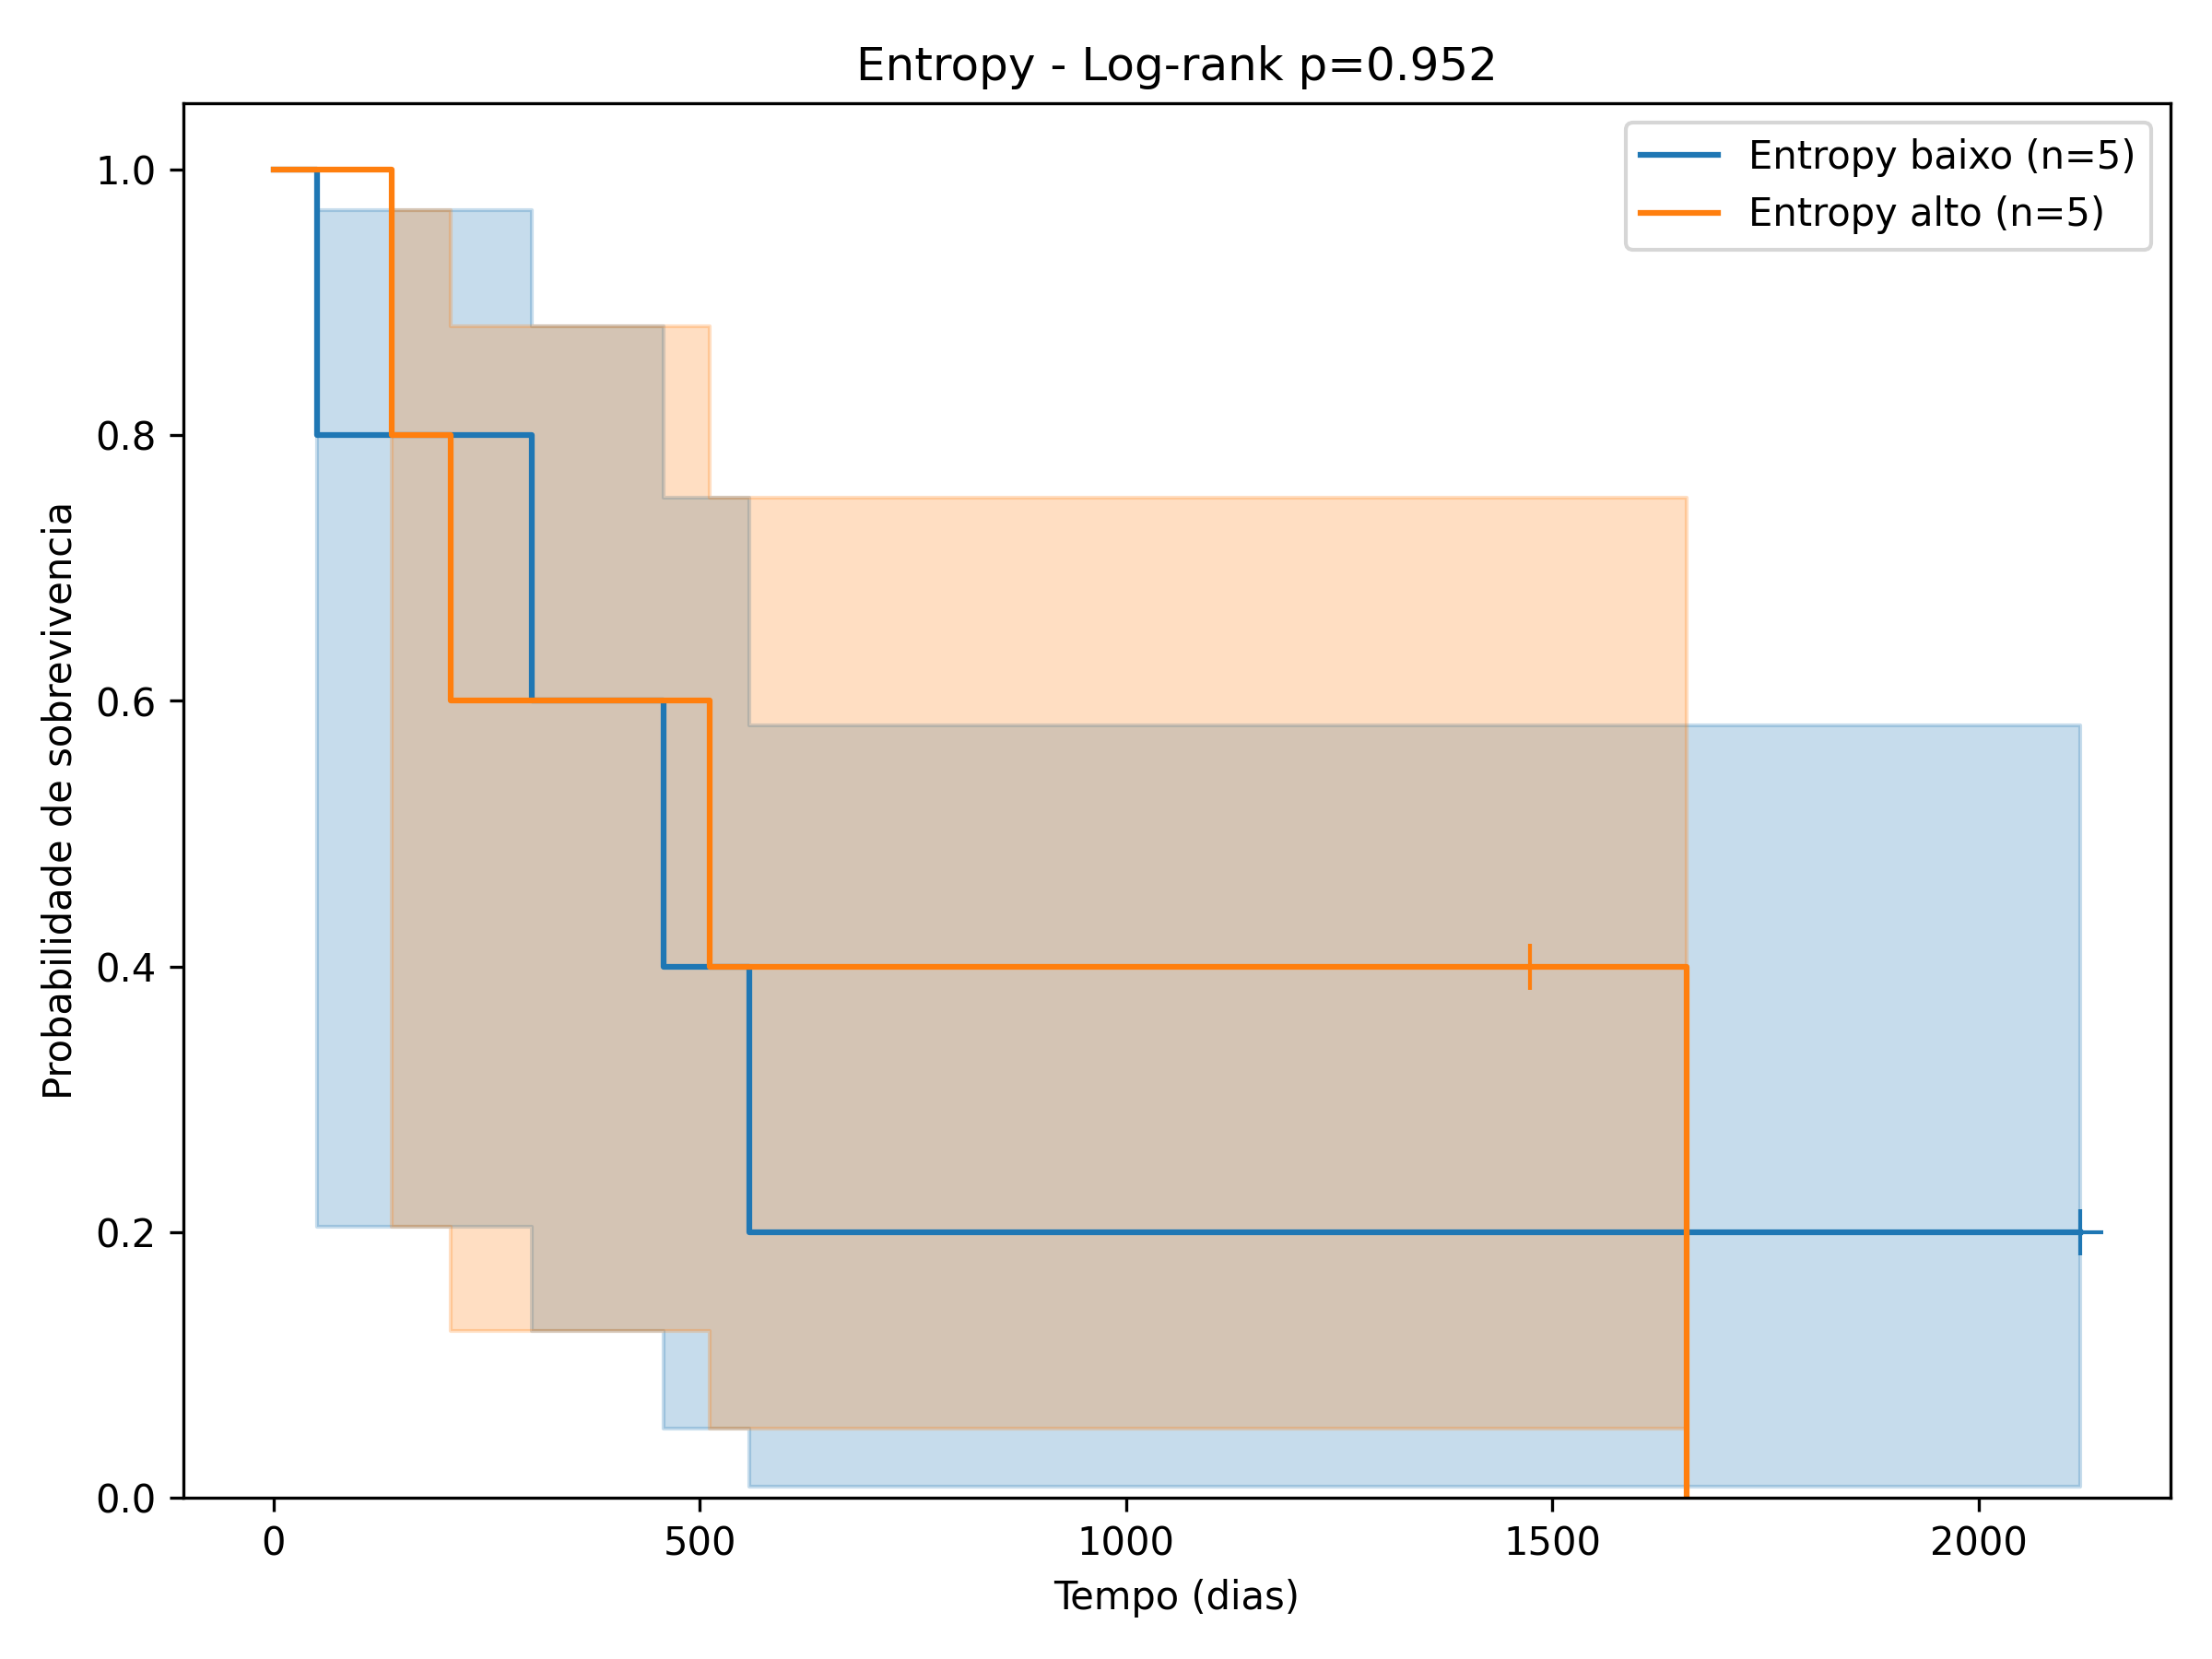 Entropy - Log-rank p=0.952
Entropy baixo (n=5)
Entropy alto (n=5)
Probabilidade de sobrevivencia
1.0
0.8
0.6
0.4
0.2
0.0
0
500
1000
1500
2000
Tempo (dias)